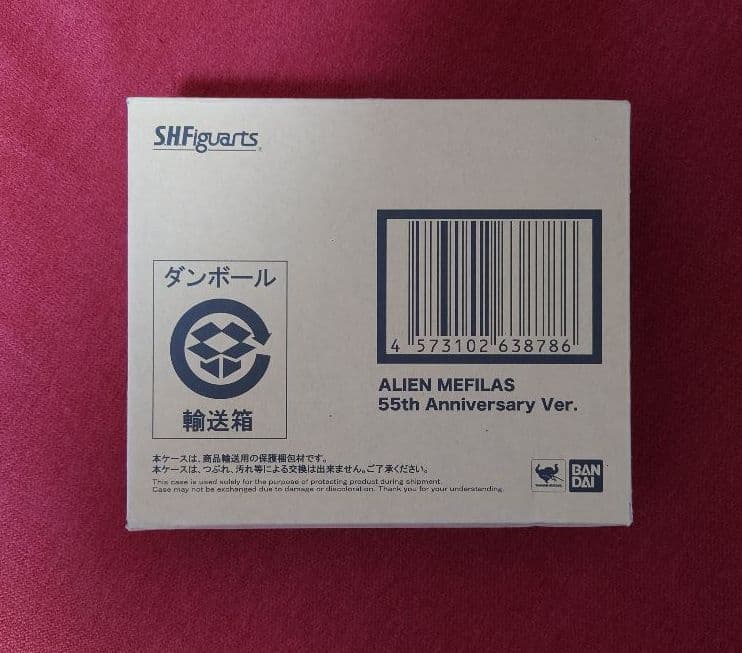 S.H.Figuarts
ダンボール
輸送箱
4 573102 638786
ALIEN MEFILAS
55th Anniversary Ver.
本ケースは、商品輸送用の保護梱包材です。
本ケースは、つぶれ、汚れ等による交換は出来ません。ご了承ください。
This case is used solely for the purpose of protecting product during shipment.
Case may not be exchanged due to damage or discoloration. Thank you for your understanding.
BAN
DAI